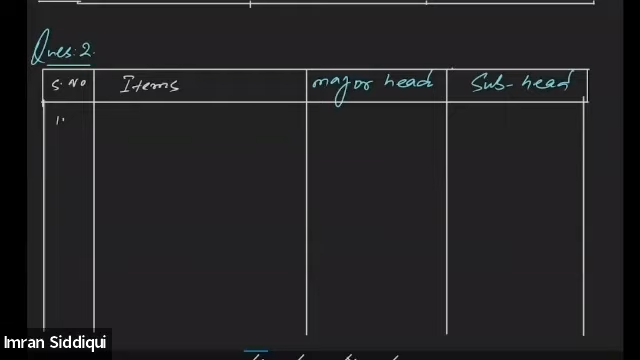 Ques: 2.
S. No Items major head Sub-head
1.
Imran Siddiqui